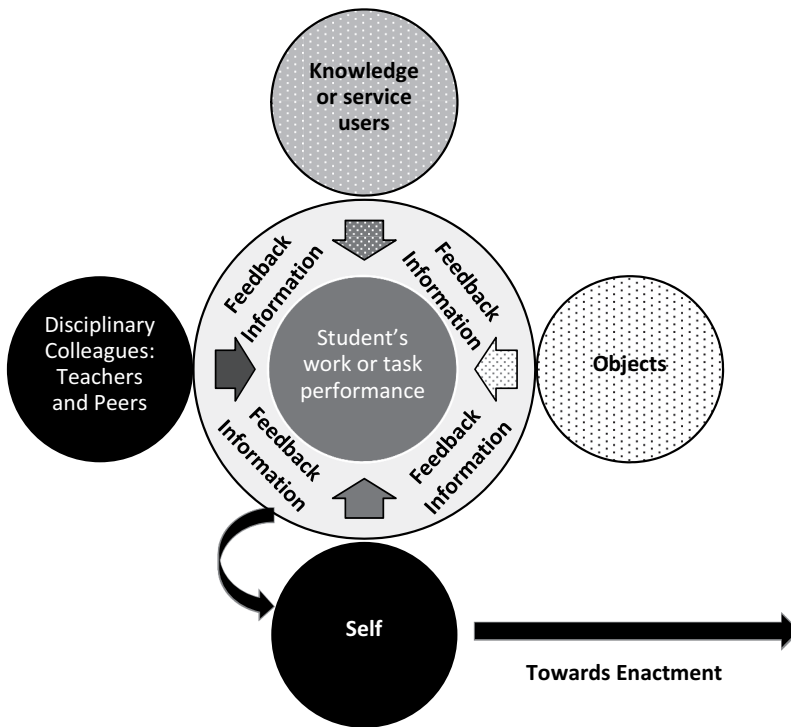 Knowledge
or service
users
Feedback
Information
Feedback
Information
Disciplinary
Colleagues:
Teachers
and Peers
Student’s
work or task
performance
Objects
Feedback
Information
Feedback
Information
Self
Towards Enactment